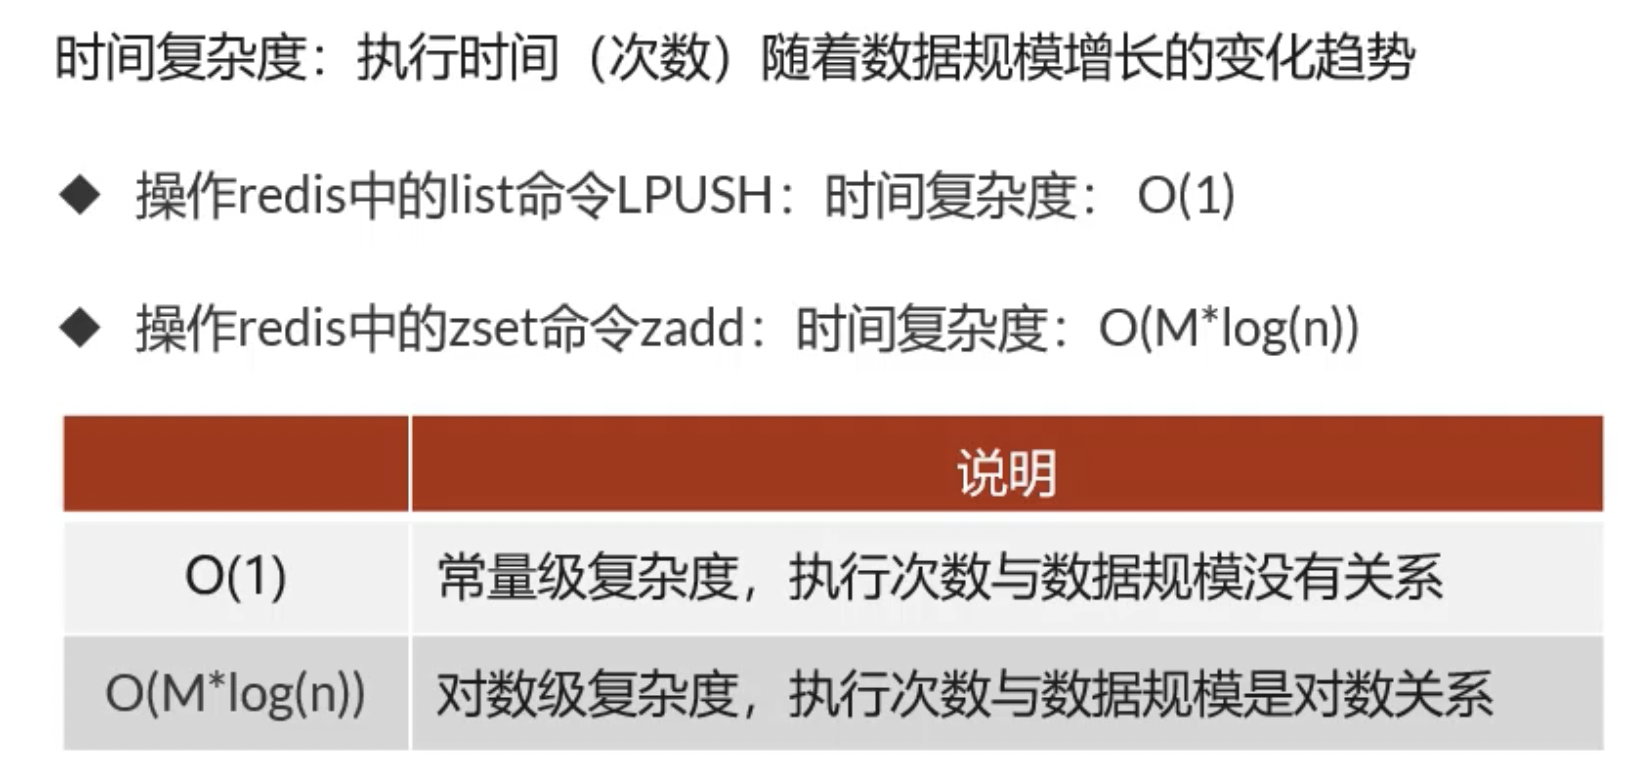 时间复杂度：执行时间（次数）随着数据规模增长的变化趋势
◆ 操作redis中的list命令LPUSH：时间复杂度： O(1)
◆ 操作redis中的zset命令zadd：时间复杂度：O(M*log(n))
说明
O(1) 常量级复杂度，执行次数与数据规模没有关系
O(M*log(n)) 对数级复杂度，执行次数与数据规模是对数关系